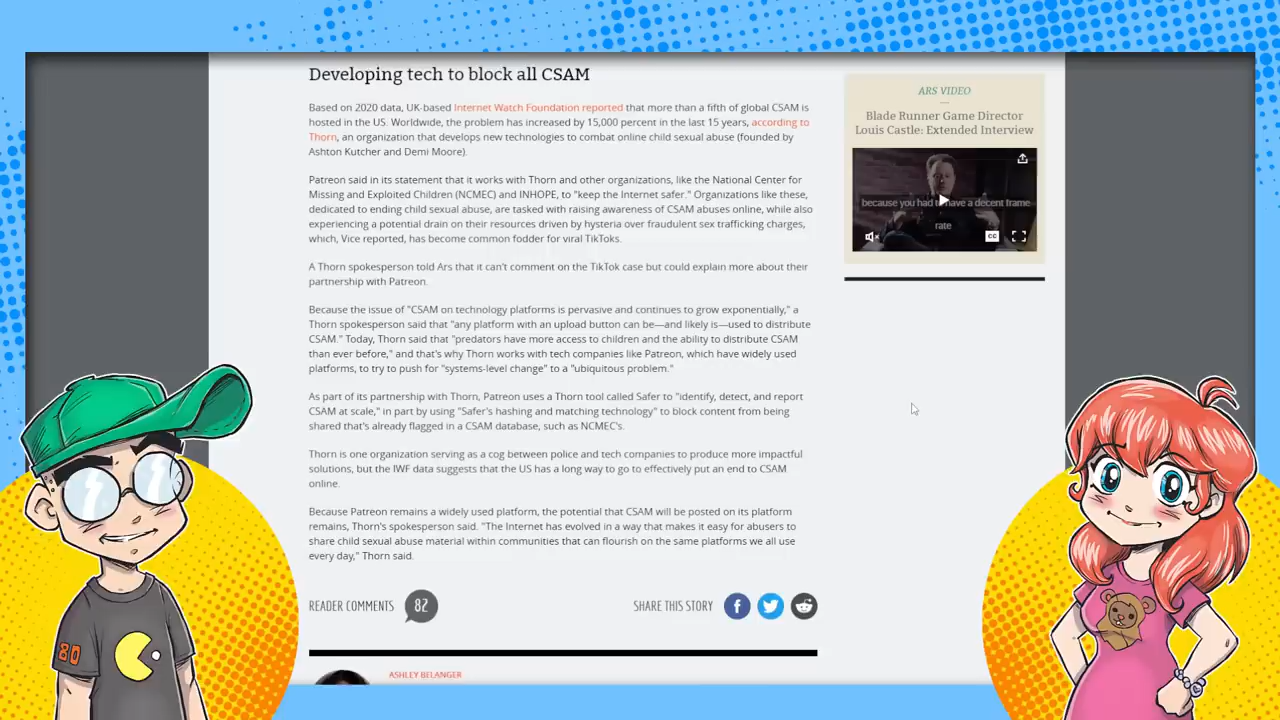 Developing tech to block all CSAM
Based on 2020 data, UK-based Internet Watch Foundation reported that more than a fifth of global CSAM is
hosted in the US. Worldwide, the problem has increased by 15,000 percent in the last 15 years, according to
Thorn, an organization that develops new technologies to combat online child sexual abuse (founded by
Ashton Kutcher and Demi Moore).
Patreon said in its statement that it works with Thorn and other organizations, like the National Center for
Missing and Exploited Children (NCMEC) and INHOPE, to "keep the Internet safer." Organizations like these,
dedicated to ending child sexual abuse, are tasked with raising awareness of CSAM abuses online, while also
experiencing a potential drain on their resources driven by hysteria over fraudulent sex trafficking charges,
which, Vice reported, has become common fodder for viral TikToks.
A Thorn spokesperson told Ars that it can't comment on the TikTok case but could explain more about their
partnership with Patreon.
Because the issue of "CSAM on technology platforms is pervasive and continues to grow exponentially," a
Thorn spokesperson said that "any platform with an upload button can be—and likely is—used to distribute
CSAM." Today, Thorn said that "predators have more access to children and the ability to distribute CSAM
than ever before," and that's why Thorn works with tech companies like Patreon, which have widely used
platforms, to try to push for "systems-level change" to a "ubiquitous problem."
As part of its partnership with Thorn, Patreon uses a Thorn tool called Safer to "identify, detect, and report
CSAM at scale," in part by using "Safer's hashing and matching technology" to block content from being
shared that's already flagged in a CSAM database, such as NCMEC's.
Thorn is one organization serving as a cog between police and tech companies to produce more impactful
solutions, but the IWF data suggests that the US has a long way to go to effectively put an end to CSAM
online.
Because Patreon remains a widely used platform, the potential that CSAM will be posted on its platform
remains, Thorn's spokesperson said. "The Internet has evolved in a way that makes it easy for abusers to
share child sexual abuse material within communities that can flourish on the same platforms we all use
every day," Thorn said.
READER COMMENTS 82
SHARE THIS STORY
ASHLEY BELANGER
ARS VIDEO
Blade Runner Game Director
Louis Castle: Extended Interview
because you had to have a decent frame
rate
CC
80